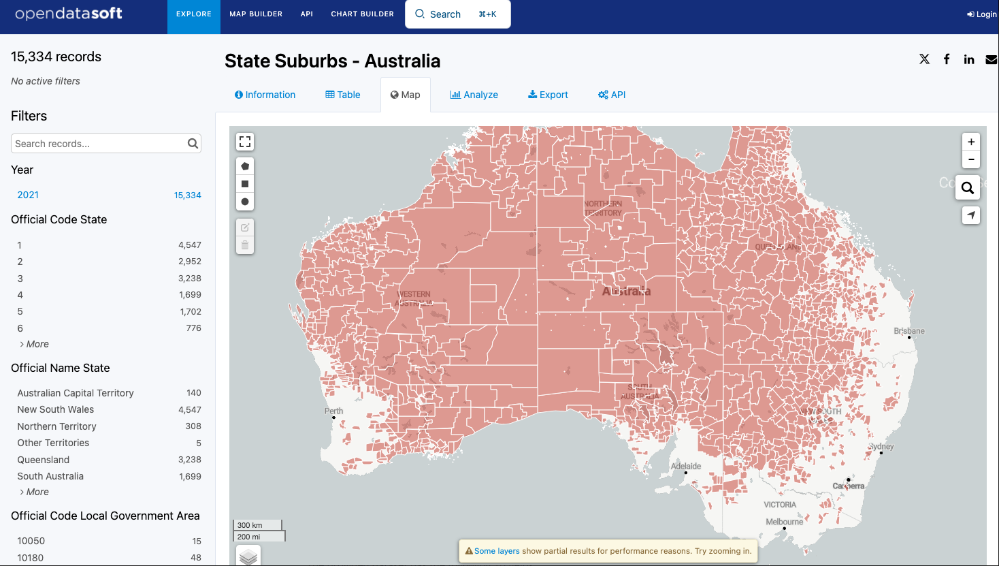 opendatasoft
EXPLORE
MAP BUILDER
API
CHART BUILDER
Search ⌘+K
Login
15,334 records
No active filters
Filters
Search records...
Year
2021 15,334
Official Code State
1 4,547
2 2,952
3 3,238
4 1,699
5 1,702
6 776
> More
Official Name State
Australian Capital Territory 140
New South Wales 4,547
Northern Territory 308
Other Territories 5
Queensland 3,238
South Australia 1,699
> More
Official Code Local Government Area
10050 15
10180 48
State Suburbs - Australia
Information
Table
Map
Analyze
Export
API
+
−
NORTHERN
TERRITORY
QUEENSLAND
WESTERN
AUSTRALIA
Australia
Brisbane
SOUTH
AUSTRALIA
Perth
NEW SOUTH
Sydney
Adelaide
Canberra
VICTORIA
Melbourne
300 km
200 mi
Some layers show partial results for performance reasons. Try zooming in.